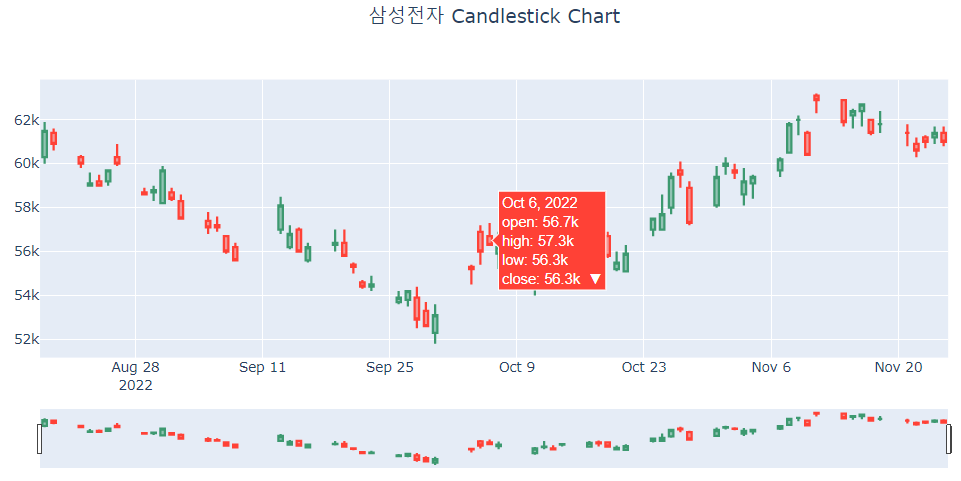 삼성전자 Candlestick Chart
62k
60k
58k
56k
54k
52k
Oct 6, 2022
open: 56.7k
high: 57.3k
low: 56.3k
close: 56.3k ▼
Aug 28
2022
Sep 11
Sep 25
Oct 9
Oct 23
Nov 6
Nov 20